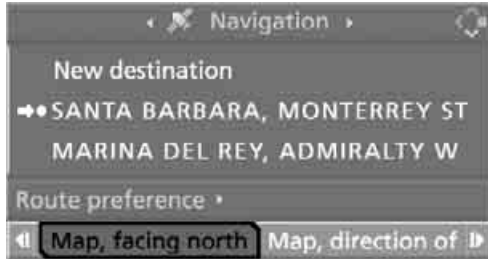 Navigation
New destination
SANTA BARBARA, MONTERREY ST
MARINA DEL REY, ADMIRALTY W
Route preference
Map, facing north Map, direction of